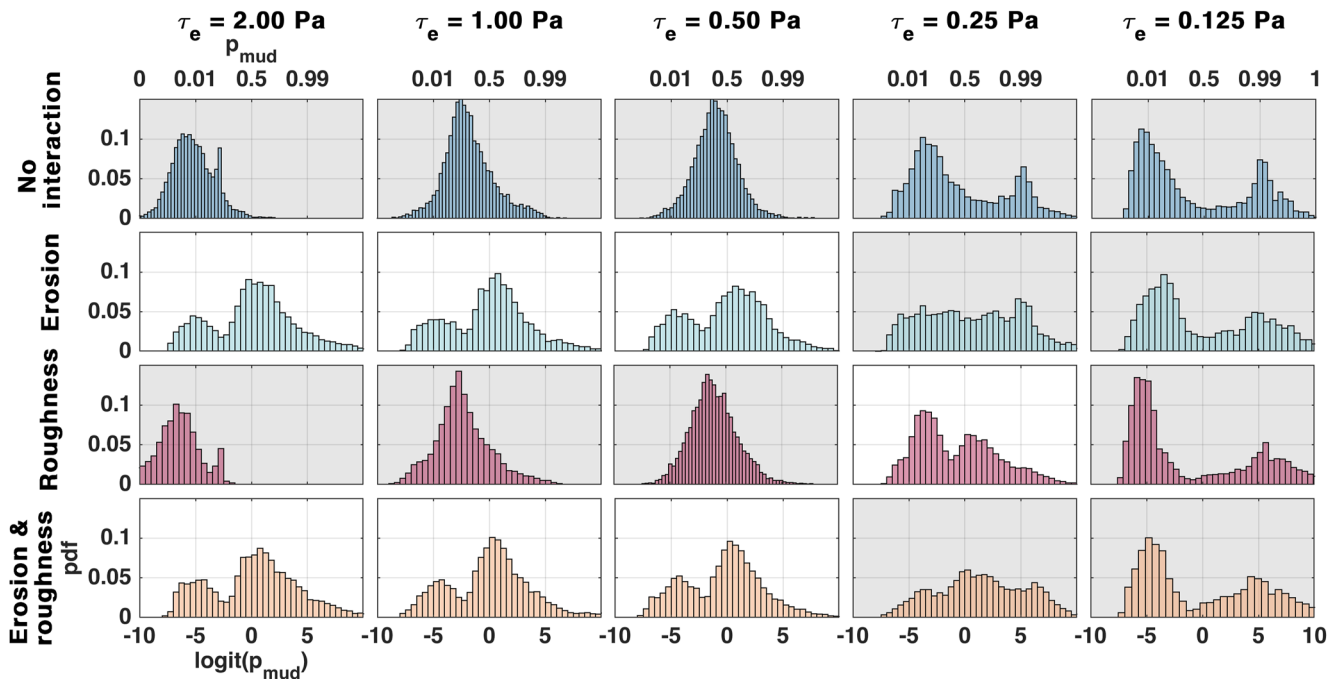 τe = 2.00 Pa τe = 1.00 Pa τe = 0.50 Pa τe = 0.25 Pa τe = 0.125 Pa
pmud
0 0.01 0.5 0.99 0.01 0.5 0.99 0.01 0.5 0.99 0.01 0.5 0.99 0.01 0.5 0.99 1
No
interaction
0.1
0.05
0
Erosion
0.1
0.05
0
Roughness
0.1
0.05
0
Erosion &
roughness
pdf
0.1
0.05
0
-10 -5 0 5 -10 -5 0 5 -10 -5 0 5 -10 -5 0 5 -10 -5 0 5 10
logit(pmud)